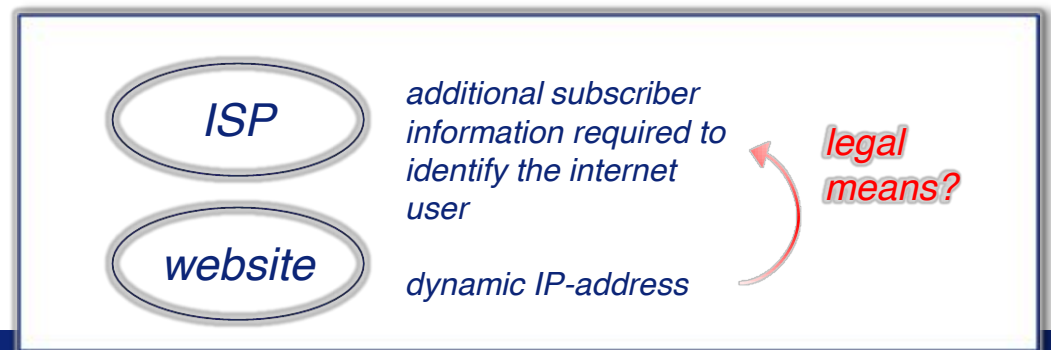 ISP
additional subscriber
information required to
identify the internet
user
legal
means?
website
dynamic IP-address